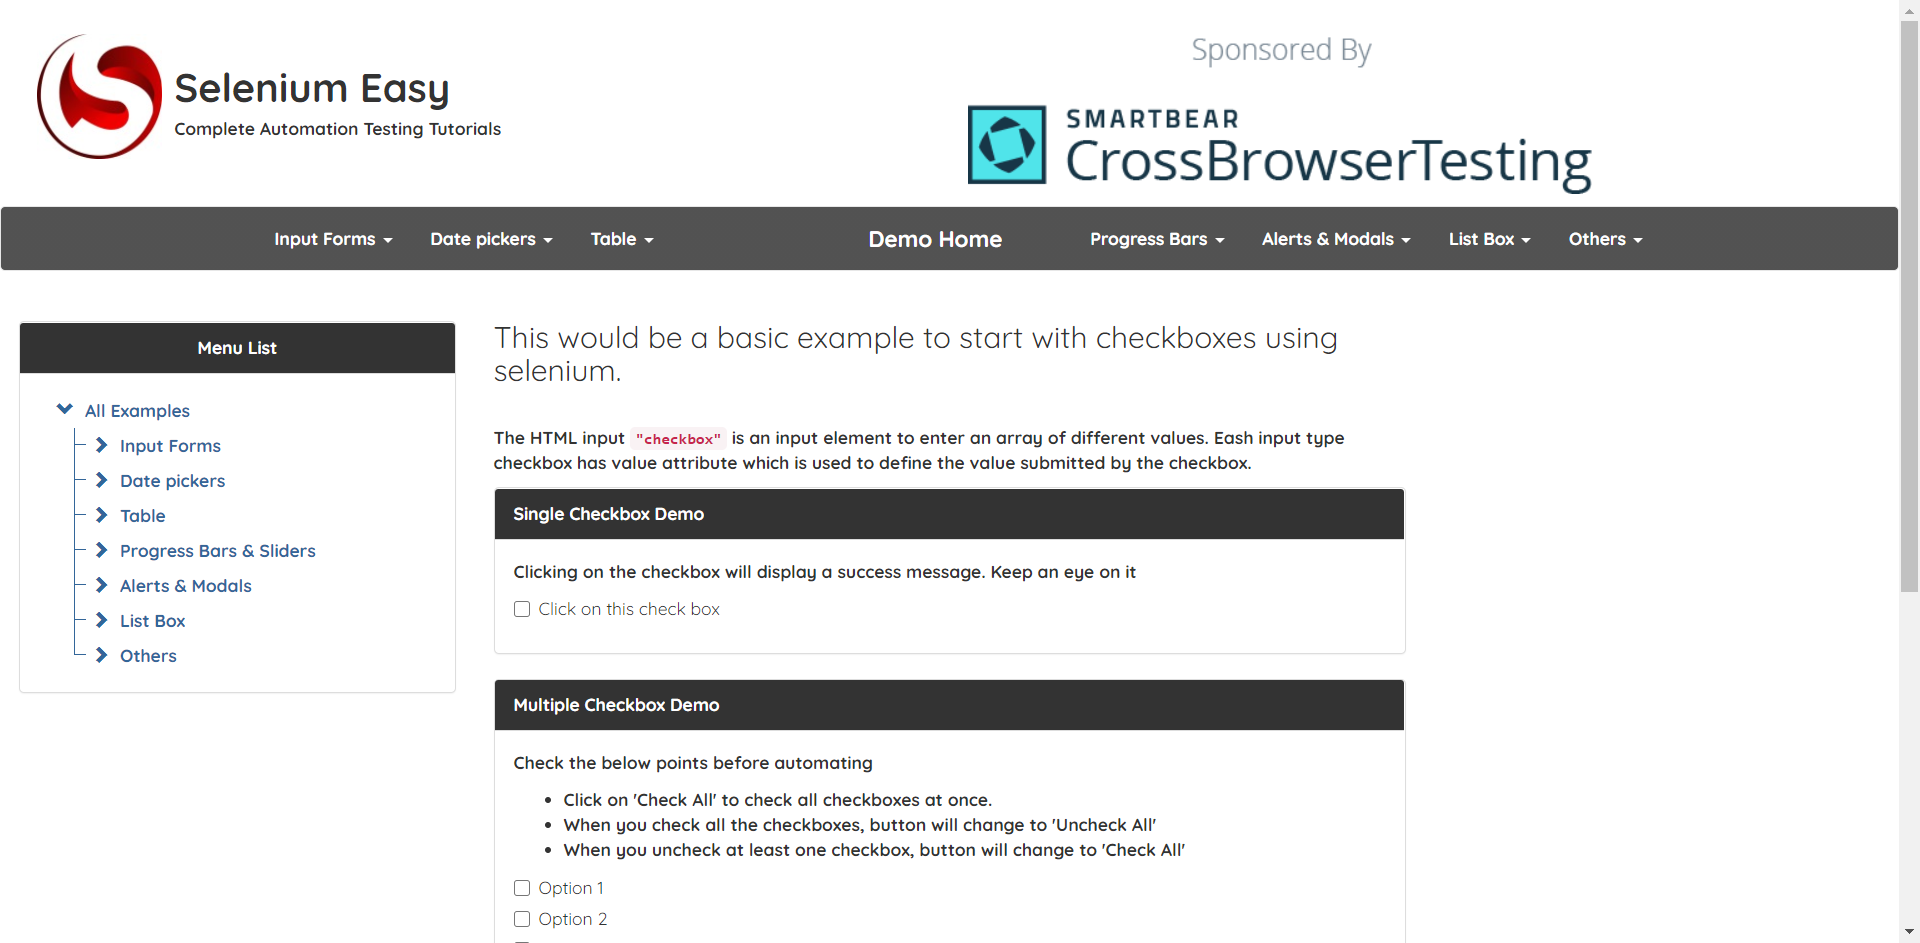 Selenium Easy
Complete Automation Testing Tutorials
Sponsored By
SMARTBEAR
CrossBrowserTesting
Input Forms Date pickers Table Demo Home Progress Bars Alerts & Modals List Box Others
Menu List
All Examples
Input Forms
Date pickers
Table
Progress Bars & Sliders
Alerts & Modals
List Box
Others
This would be a basic example to start with checkboxes using
selenium.
The HTML input "checkbox" is an input element to enter an array of different values. Eash input type
checkbox has value attribute which is used to define the value submitted by the checkbox.
Single Checkbox Demo
Clicking on the checkbox will display a success message. Keep an eye on it
Click on this check box
Multiple Checkbox Demo
Check the below points before automating
• Click on 'Check All' to check all checkboxes at once.
• When you check all the checkboxes, button will change to 'Uncheck All'
• When you uncheck at least one checkbox, button will change to 'Check All'
Option 1
Option 2